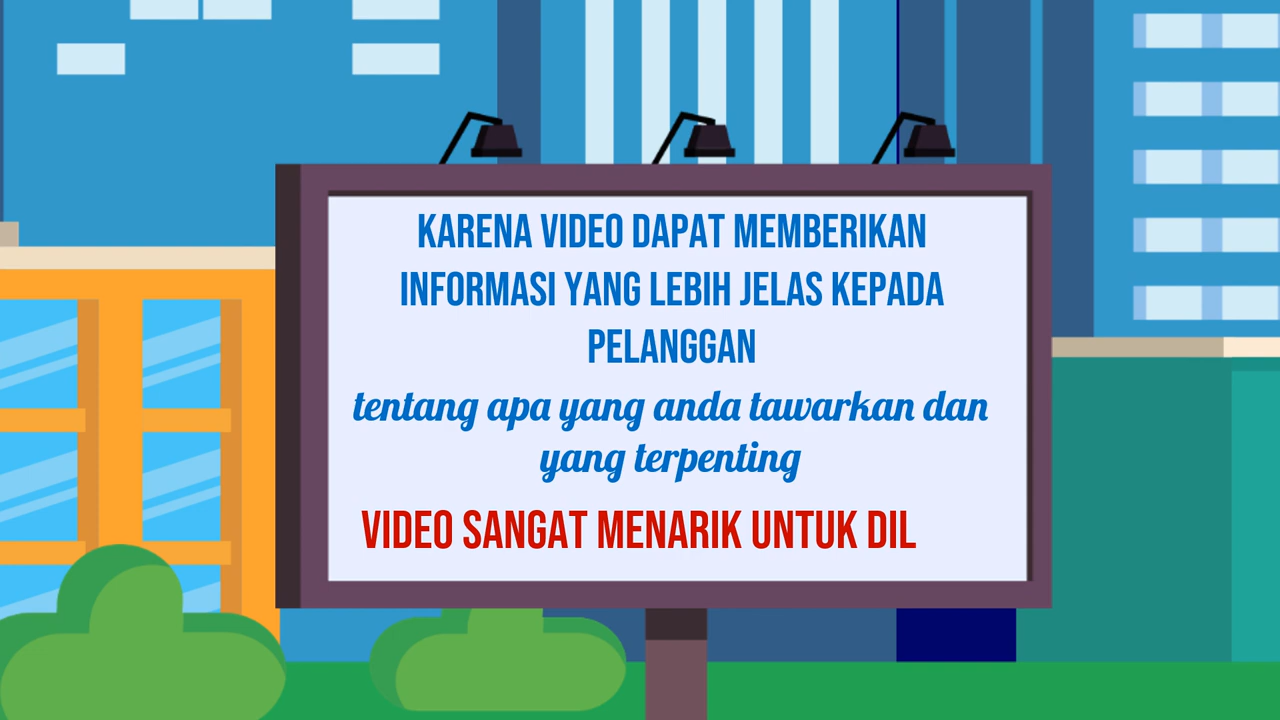 KARENA VIDEO DAPAT MEMBERIKAN
INFORMASI YANG LEBIH JELAS KEPADA
PELANGGAN
tentang apa yang anda tawarkan dan
yang terpenting
VIDEO SANGAT MENARIK UNTUK DIL